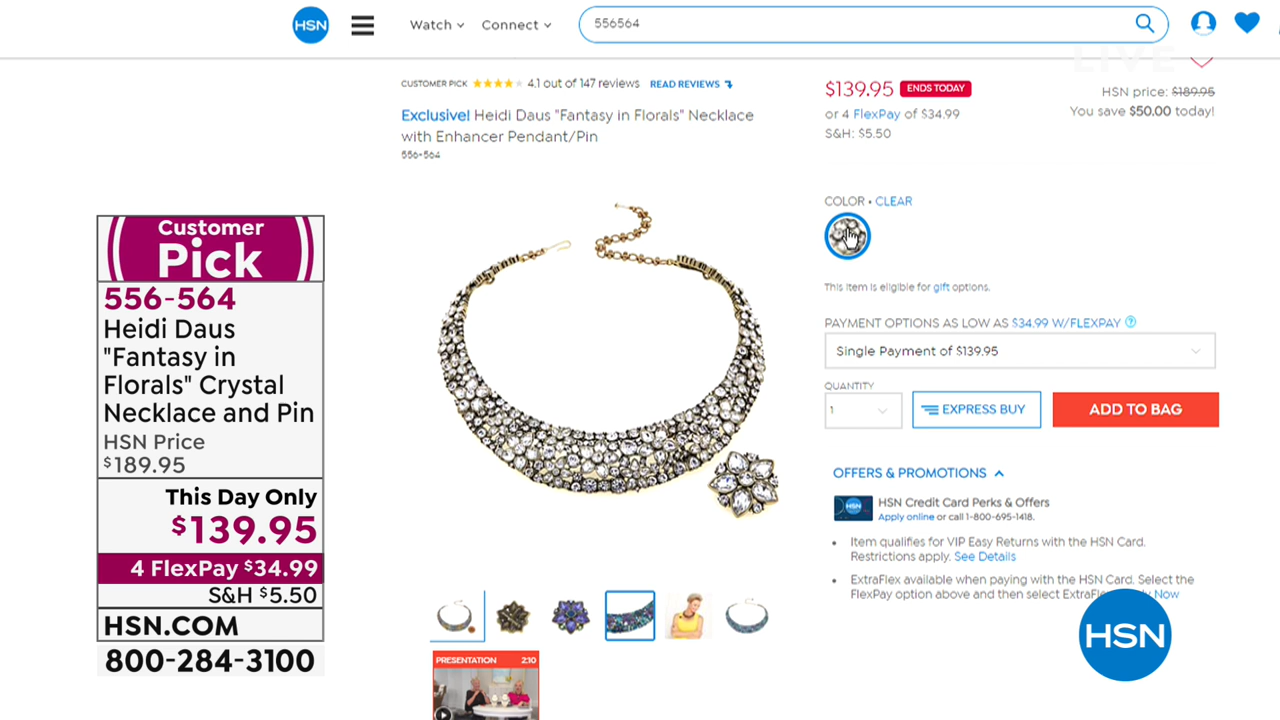 HSN
Watch
Connect
556564
LIVE
CUSTOMER PICK
4.1 out of 147 reviews
READ REVIEWS
Exclusive! Heidi Daus "Fantasy in Florals" Necklace
with Enhancer Pendant/Pin
556-564
$139.95 ENDS TODAY
or 4 FlexPay of $34.99
S&H: $5.50
HSN price: $189.95
You save $50.00 today!
COLOR • CLEAR
This item is eligible for gift options.
PAYMENT OPTIONS AS LOW AS $34.99 W/FLEXPAY ?
Single Payment of $139.95
QUANTITY
1
EXPRESS BUY
ADD TO BAG
OFFERS & PROMOTIONS
HSN
HSN Credit Card Perks & Offers
Apply online or call 1-800-695-1418.
• Item qualifies for VIP Easy Returns with the HSN Card.
Restrictions apply. See Details
• ExtraFlex available when paying with the HSN Card. Select the
FlexPay option above and then select ExtraFle Now
HSN
PRESENTATION 2:10
Customer
Pick
556-564
Heidi Daus
"Fantasy in
Florals" Crystal
Necklace and Pin
HSN Price
$189.95
This Day Only
$139.95
4 FlexPay $34.99
S&H $5.50
HSN.COM
800-284-3100